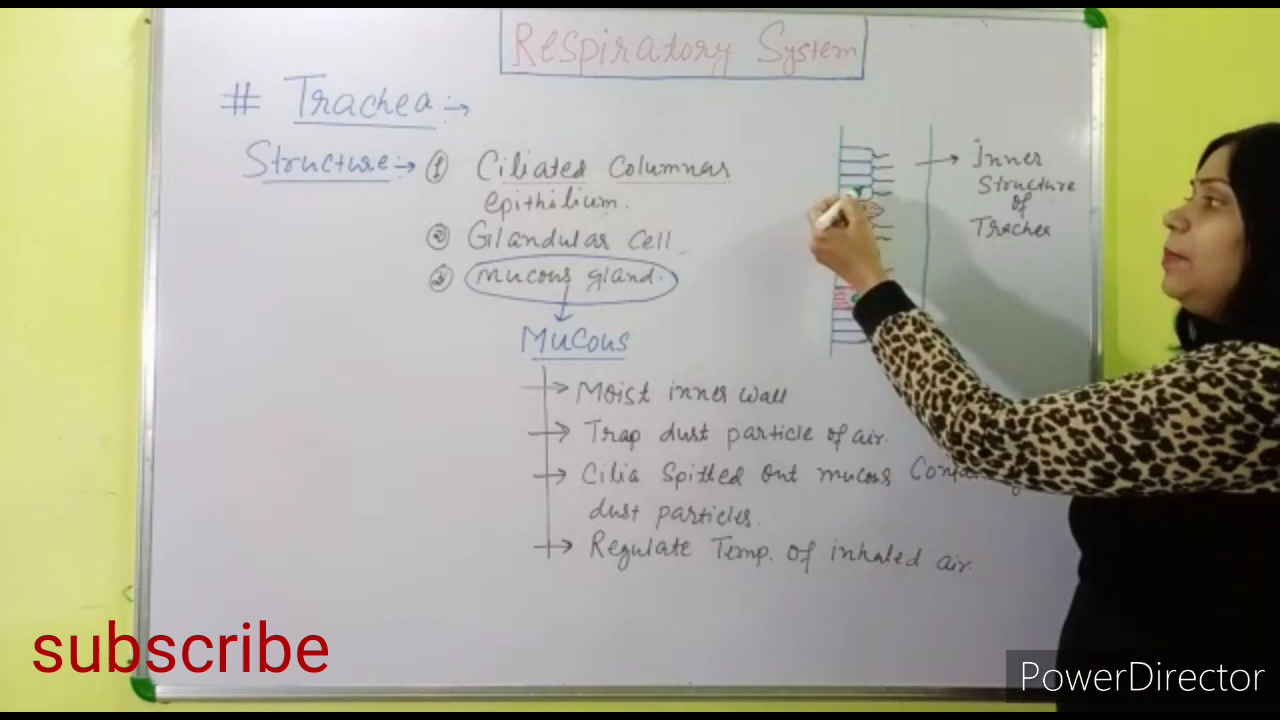 Respiratory System
# Trachea :→
Structure :→ ① Ciliated Columnar
epithilium.
② Glandular Cell
③ mucous gland.
Mucous
→ Moist inner wall
→ Trap dust particle of air.
→ Cilia Spitted out mucous
dust particles.
→ Regulate Temp. of inhaled air.
→ Inner
Structure
of
Trachea
subscribe
PowerDirector